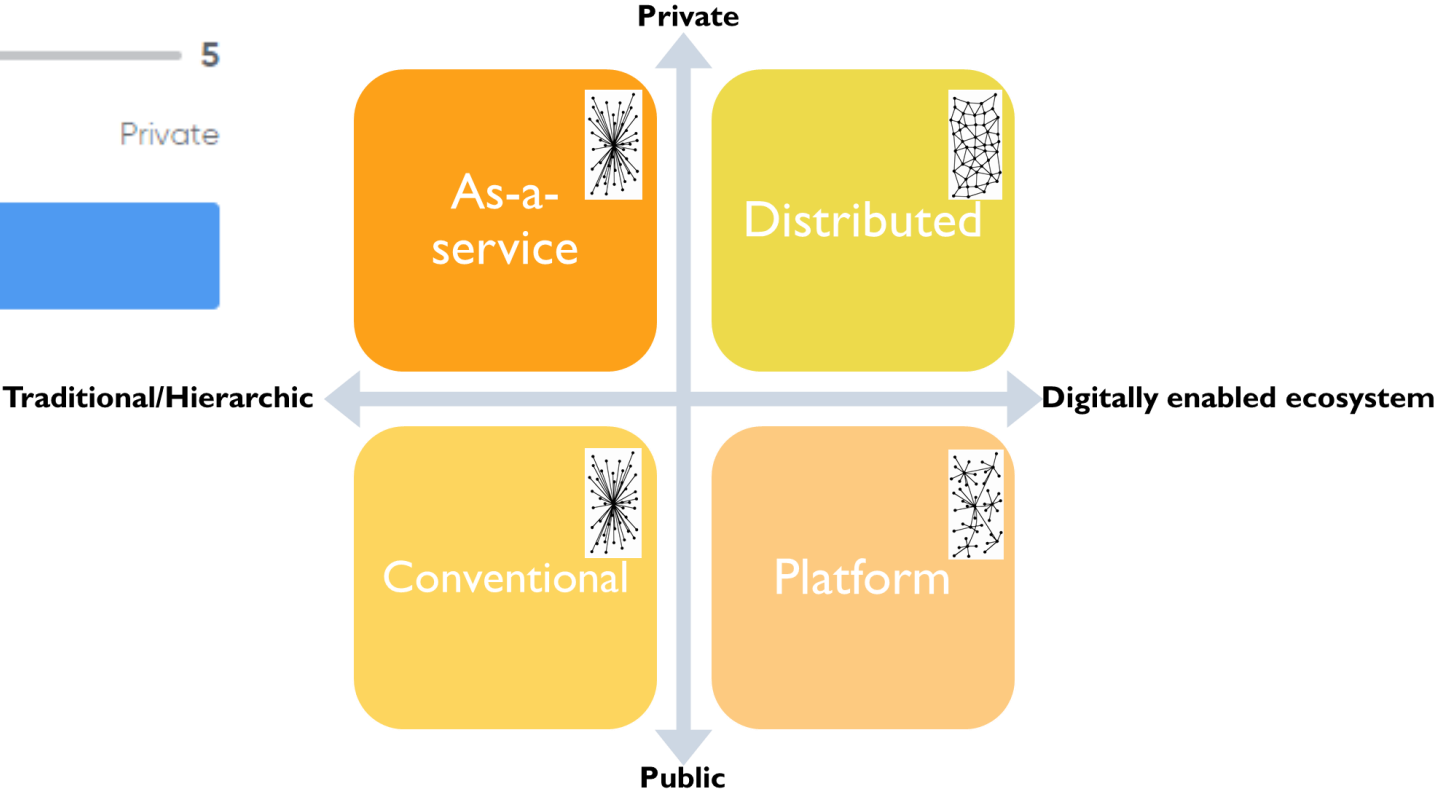 Private
5
Private
As-a-
service
Distributed
Traditional/Hierarchic
Digitally enabled ecosystem
Conventional
Platform
Public